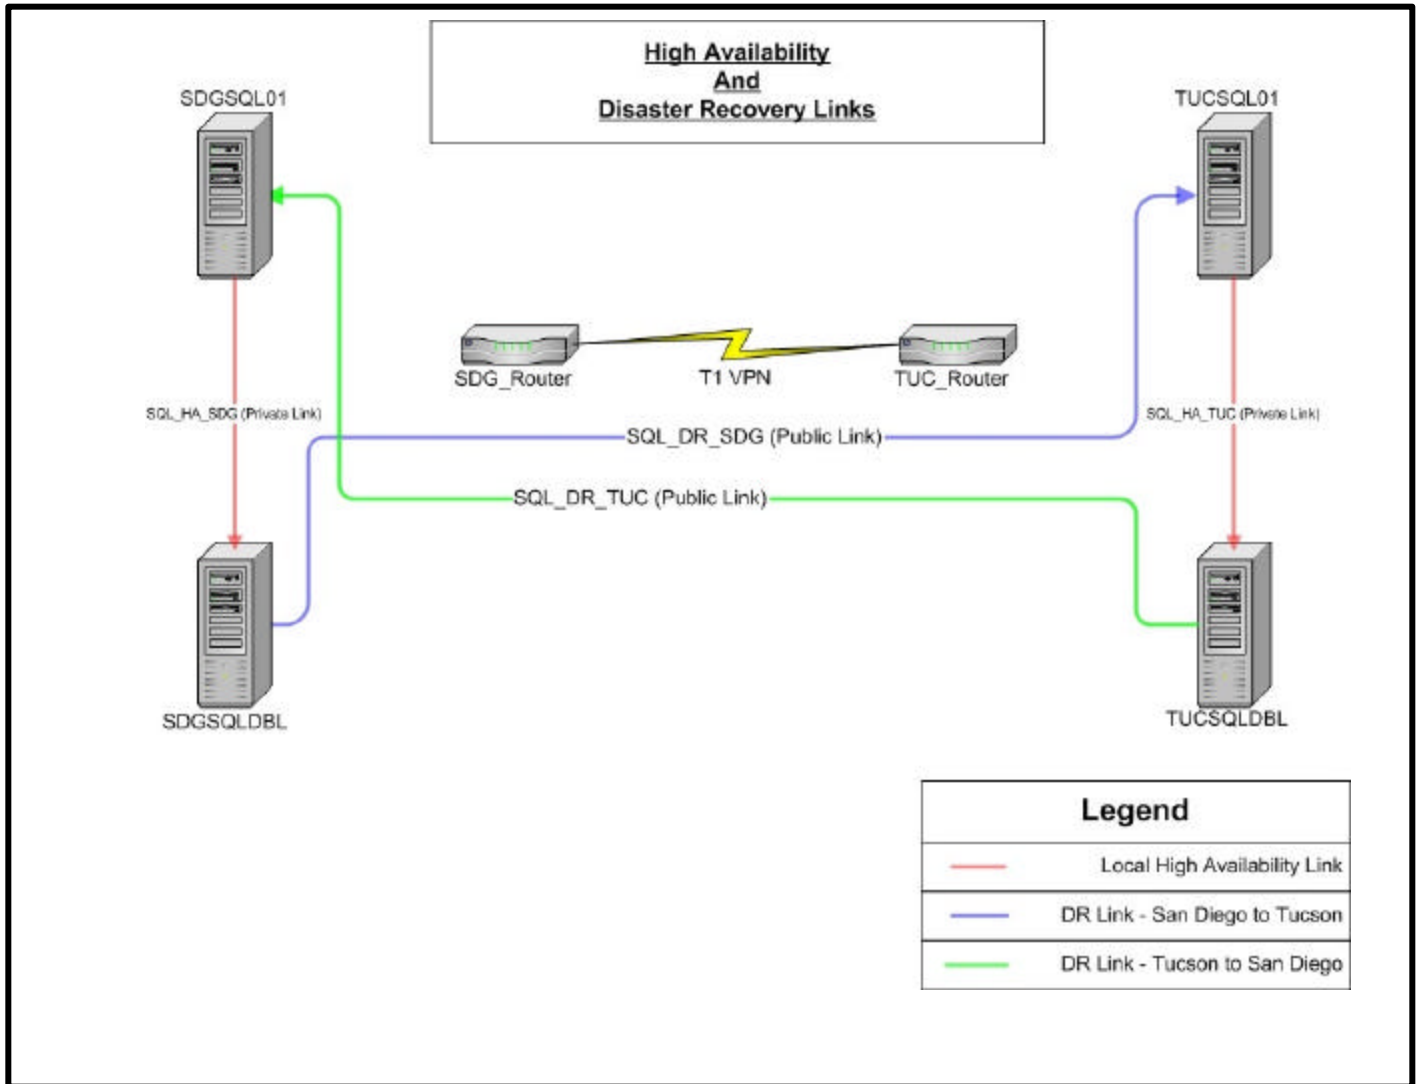 High Availability
And
Disaster Recovery Links
SDGSQL01
TUCSQL01
SDG_Router
T1 VPN
TUC_Router
SQL_HA_SDG (Private Link)
SQL_HA_TUC (Private Link)
SQL_DR_SDG (Public Link)
SQL_DR_TUC (Public Link)
SDGSQLDBL
TUCSQLDBL
Legend
Local High Availability Link
DR Link - San Diego to Tucson
DR Link - Tucson to San Diego